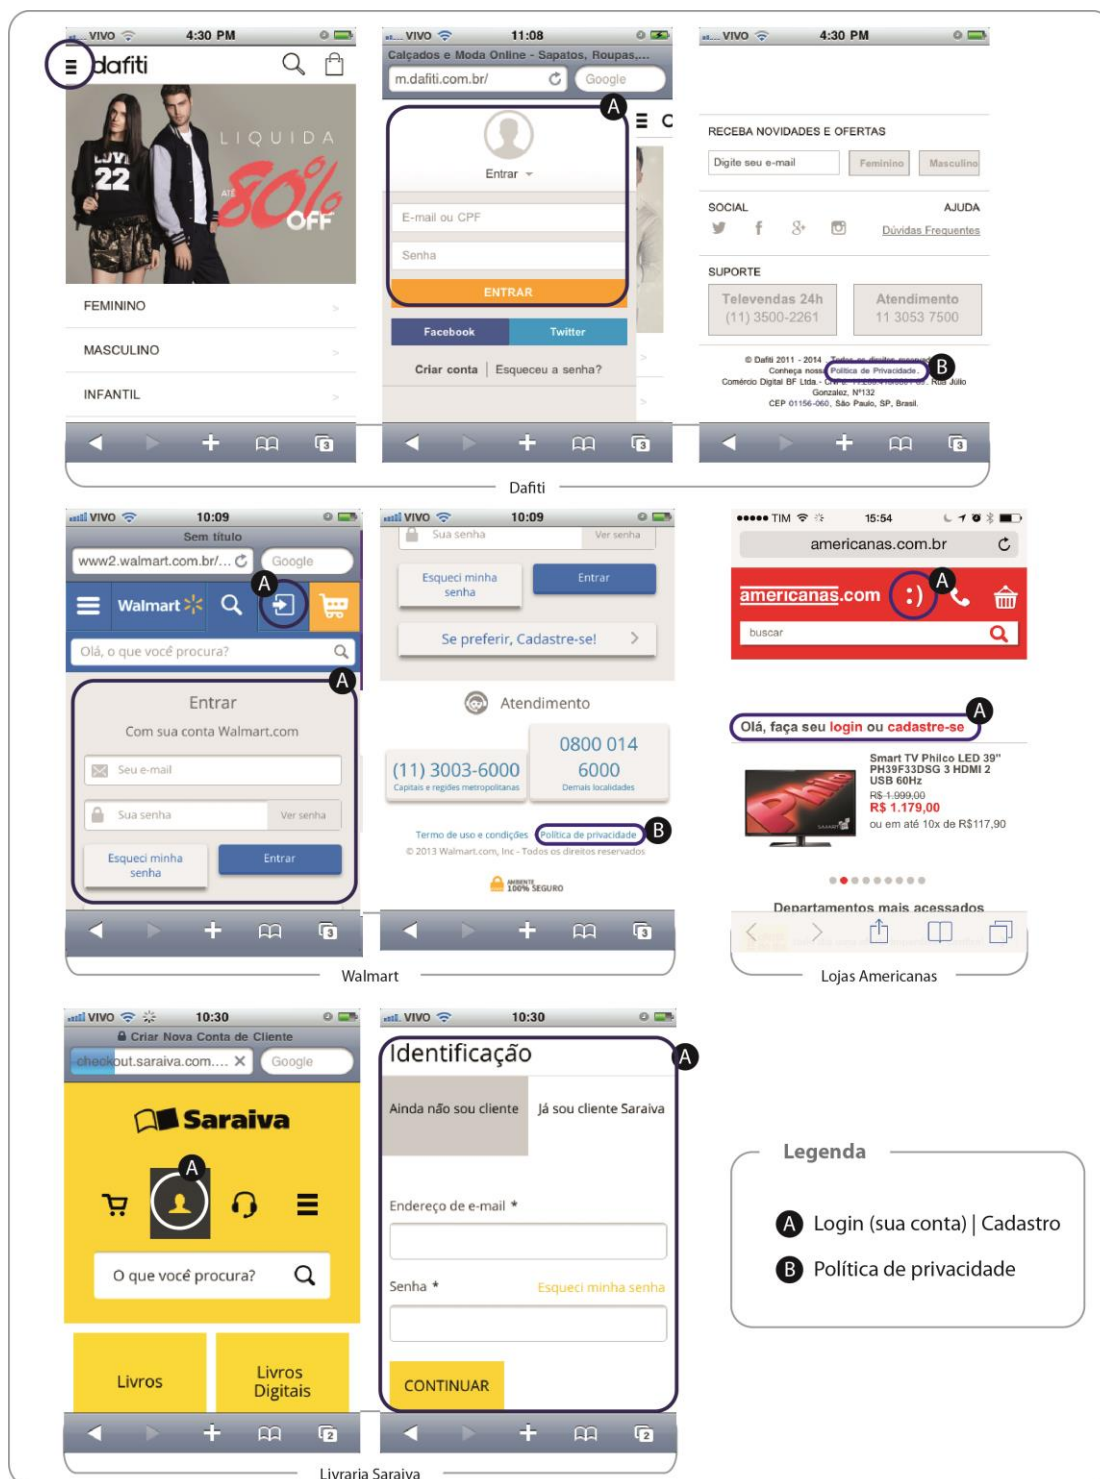 VIVO 4:30 PM
dafiti
LOVE
22
LIQUIDA
ATÉ 80% OFF
FEMININO >
MASCULINO >
INFANTIL >
3
VIVO 11:08
Calçados e Moda Online - Sapatos, Roupas,...
m.dafiti.com.br/ Google
A
Entrar
E-mail ou CPF
Senha
ENTRAR
Facebook Twitter
Criar conta | Esqueceu a senha?
3
VIVO 4:30 PM
RECEBA NOVIDADES E OFERTAS
Digite seu e-mail Feminino Masculino
SOCIAL AJUDA
Dúvidas Frequentes
SUPORTE
Televendas 24h Atendimento
(11) 3500-2261 11 3053 7500
© Dafiti 2011 - 2014 . Todos os direitos
Conheça nossa Política de Privacidade. B
Comércio Digital BF Ltda - Rua Júlio
Gonzalez, Nº132
CEP 01156-060, São Paulo, SP, Brasil.
3
Dafiti
VIVO 10:09
Sem título
www2.walmart.com.br/... Google
A
Walmart
Olá, o que você procura?
A
Entrar
Com sua conta Walmart.com
Seu e-mail
Sua senha Ver senha
Esqueci minha senha Entrar
3
VIVO 10:09
Sua senha Ver senha
Esqueci minha senha Entrar
Se preferir, Cadastre-se! >
Atendimento
(11) 3003-6000
Capitais e regiões metropolitanas
0800 014
6000
Demais localidades
B
Termo de uso e condições Política de privacidade
© 2013 Walmart.com, Inc - Todos os direitos reservados
AMBIENTE
100% SEGURO
3
Walmart
TIM 15:54
americanas.com.br
A
americanas.com :)
buscar
A
Olá, faça seu login ou cadastre-se
Philco
Smart TV Philco LED 39"
PH39F33DSG 3 HDMI 2
USB 60Hz
R$ 1.999,00
R$ 1.179,00
ou em até 10x de R$117,90
Departamentos mais acessados
Lojas Americanas
VIVO 10:30
Criar Nova Conta de Cliente
checkout.saraiva.com.... X Google
Saraiva
A
O que você procura?
Livros Livros Digitais
2
VIVO 10:30
Identificação A
Ainda não sou cliente Já sou cliente Saraiva
Endereço de e-mail *
Senha * Esqueci minha senha
CONTINUAR
2
Livraria Saraiva
Legenda
A Login (sua conta) | Cadastro
B Política de privacidade